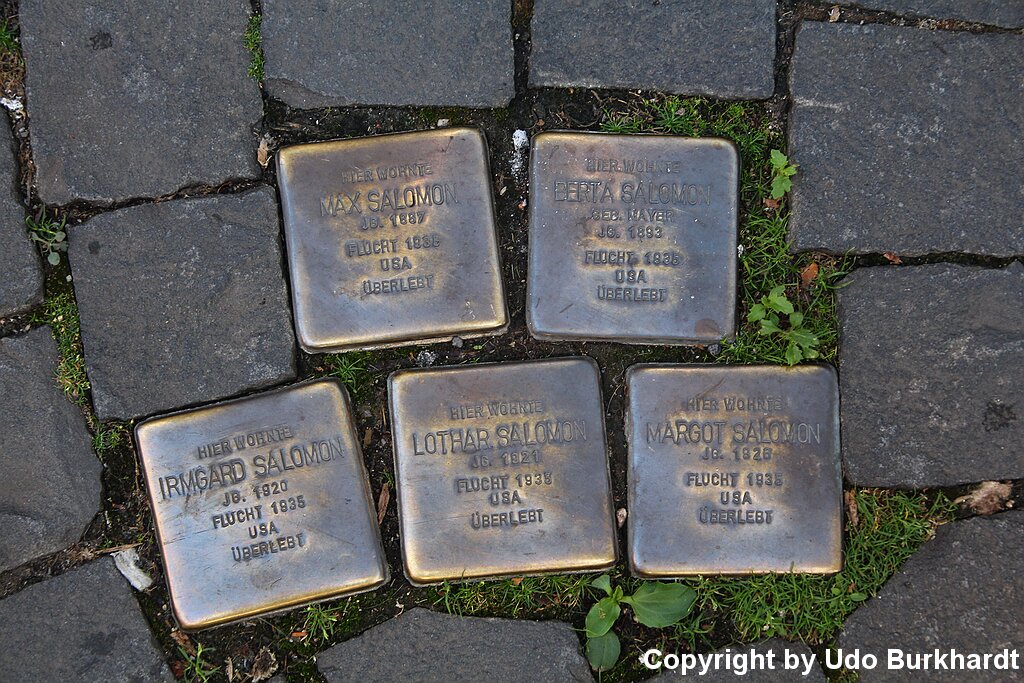 HIER WOHNTE
MAX SALOMON
JG. 1887
FLUCHT 1935
USA
ÜBERLEBT
HIER WOHNTE
BERTA SALOMON
GEB. MAYER
JG. 1893
FLUCHT 1935
USA
ÜBERLEBT
HIER WOHNTE
IRMGARD SALOMON
JG. 1920
FLUCHT 1935
USA
ÜBERLEBT
HIER WOHNTE
LOTHAR SALOMON
JG. 1921
FLUCHT 1935
USA
ÜBERLEBT
HIER WOHNTE
MARGOT SALOMON
JG. 1926
FLUCHT 1935
USA
ÜBERLEBT
Copyright by Udo Burkhardt